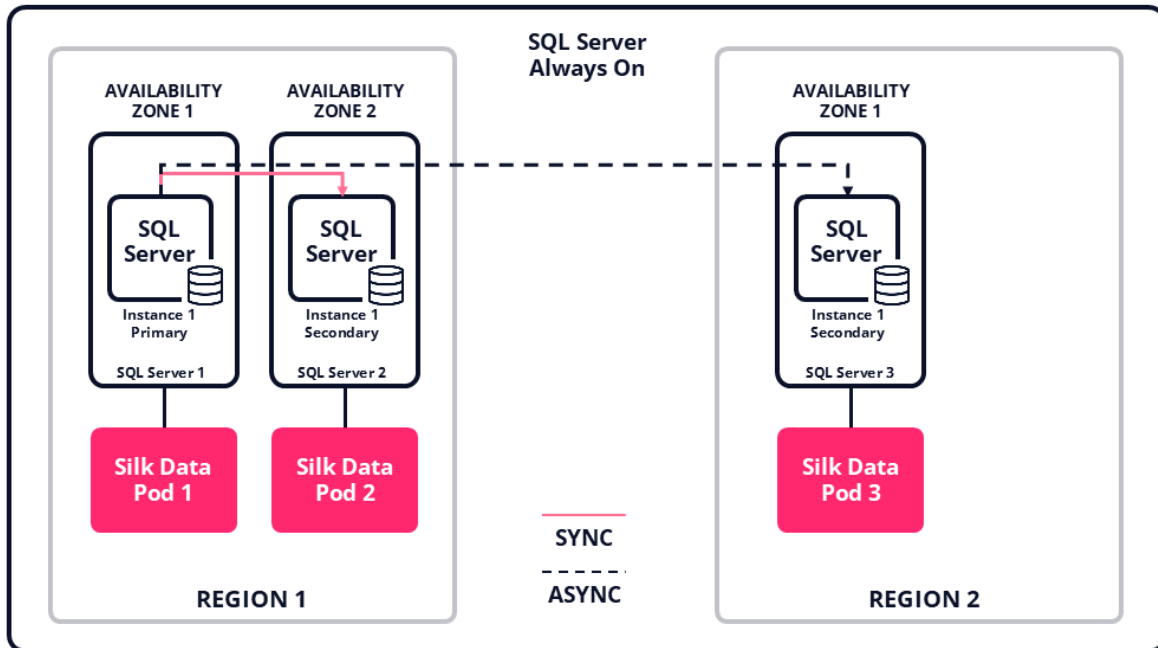 SQL Server
Always On
AVAILABILITY
ZONE 1
AVAILABILITY
ZONE 2
AVAILABILITY
ZONE 1
SQL
Server
Instance 1
Primary
SQL Server 1
SQL
Server
Instance 1
Secondary
SQL Server 2
SQL
Server
Instance 1
Secondary
SQL Server 3
Silk Data
Pod 1
Silk Data
Pod 2
Silk Data
Pod 3
SYNC
ASYNC
REGION 1
REGION 2